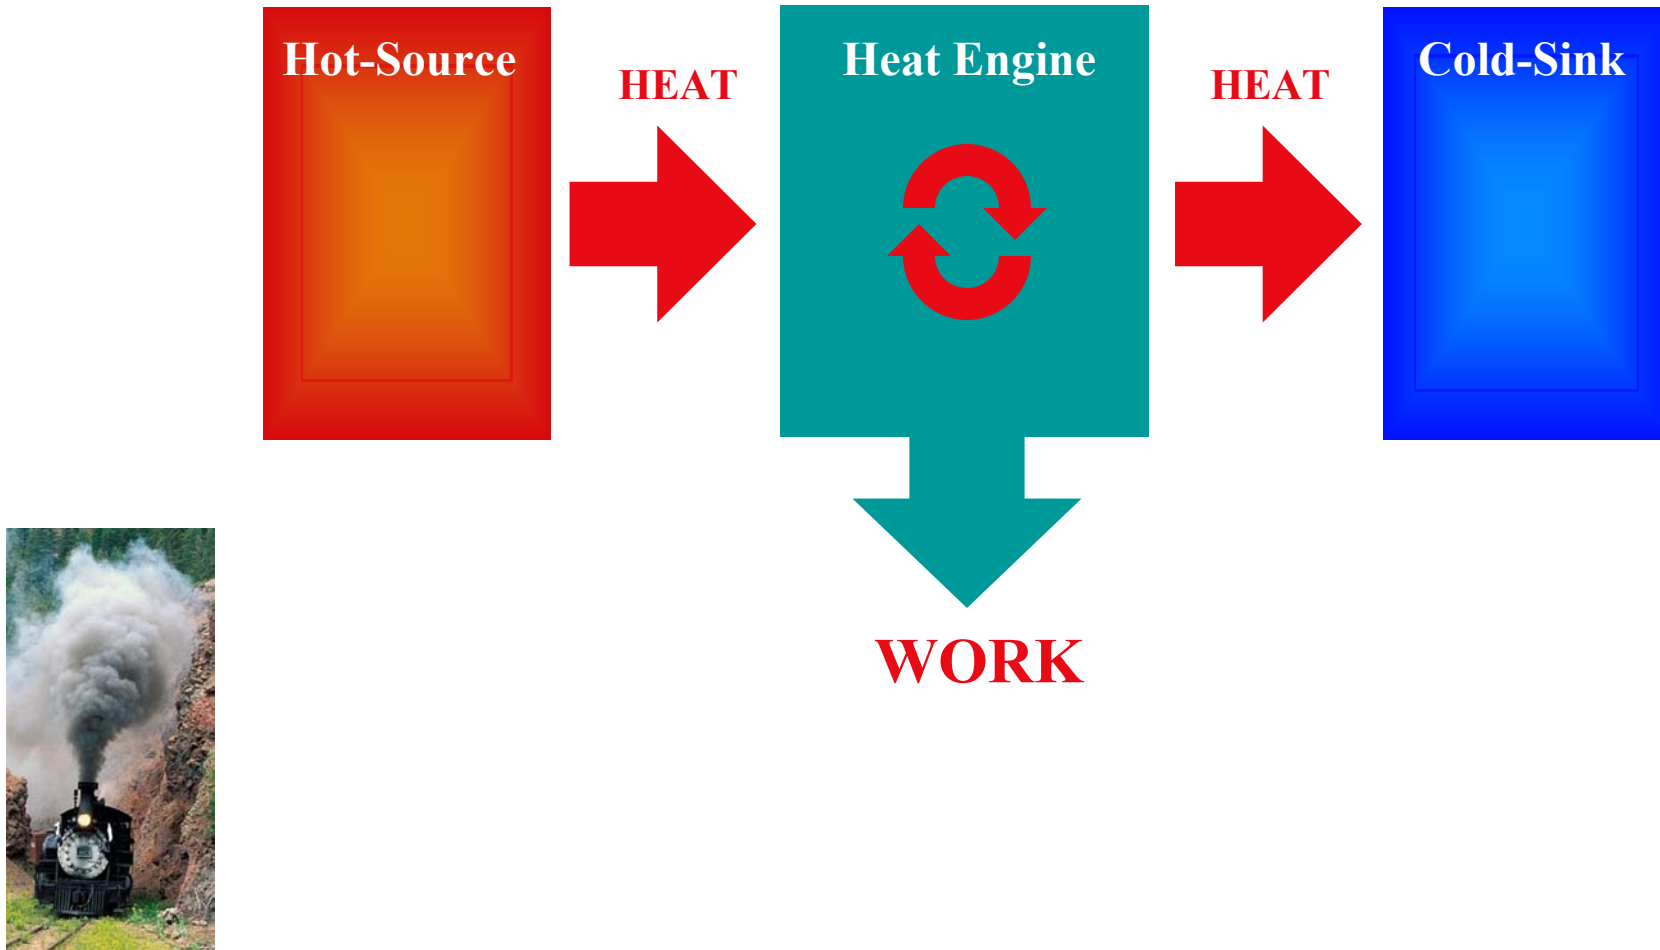 Hot-Source
HEAT
Heat Engine
HEAT
Cold-Sink
WORK